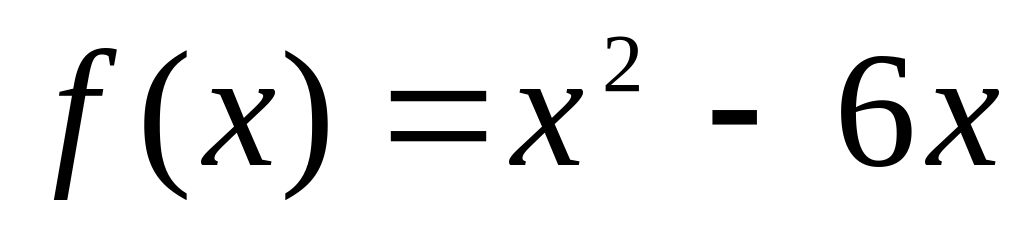 f(x) = x² - 6x